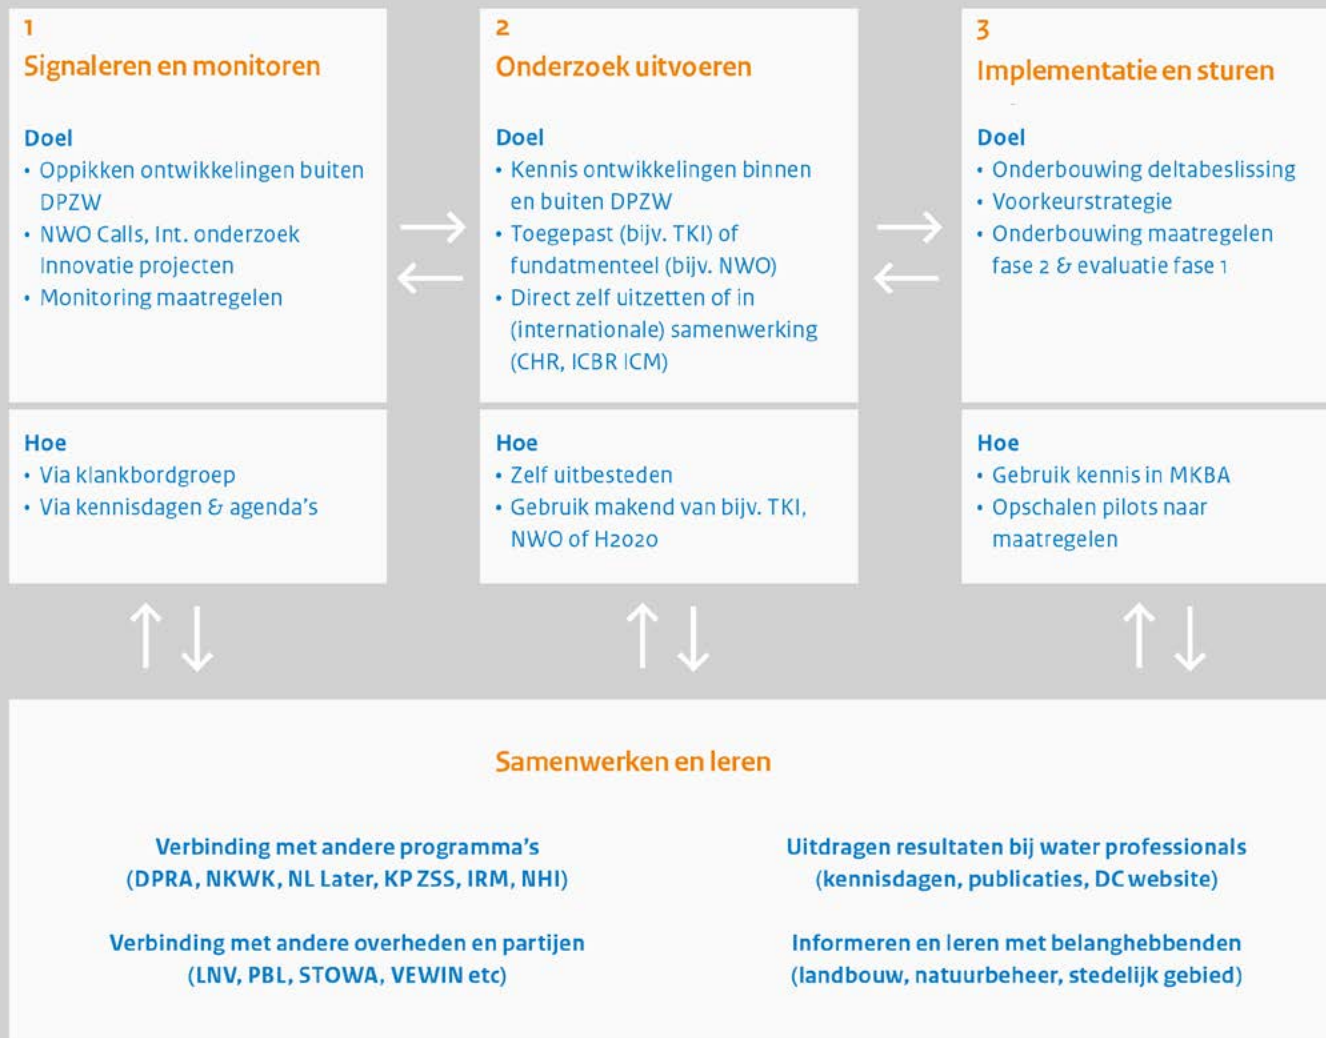 1
Signaleren en monitoren
Doel
• Oppikken ontwikkelingen buiten
DPZW
• NWO Calls, Int. onderzoek
Innovatie projecten
• Monitoring maatregelen
Hoe
• Via klankbordgroep
• Via kennisdagen & agenda's
2
Onderzoek uitvoeren
Doel
• Kennis ontwikkelingen binnen
en buiten DPZW
• Toegepast (bijv. TKI) of
fundatmenteel (bijv. NWO)
• Direct zelf uitzetten of in
(internationale) samenwerking
(CHR, ICBR ICM)
Hoe
• Zelf uitbesteden
• Gebruik makend van bijv. TKI,
NWO of H2020
3
Implementatie en sturen
Doel
• Onderbouwing deltabeslissing
• Voorkeurstrategie
• Onderbouwing maatregelen
fase 2 & evaluatie fase 1
Hoe
• Gebruik kennis in MKBA
• Opschalen pilots naar
maatregelen
Samenwerken en leren
Verbinding met andere programma's
(DPRA, NKWK, NL Later, KP ZSS, IRM, NHI)
Verbinding met andere overheden en partijen
(LNV, PBL, STOWA, VEWIN etc)
Uitdragen resultaten bij water professionals
(kennisdagen, publicaties, DC website)
Informeren en leren met belanghebbenden
(landbouw, natuurbeheer, stedelijk gebied)